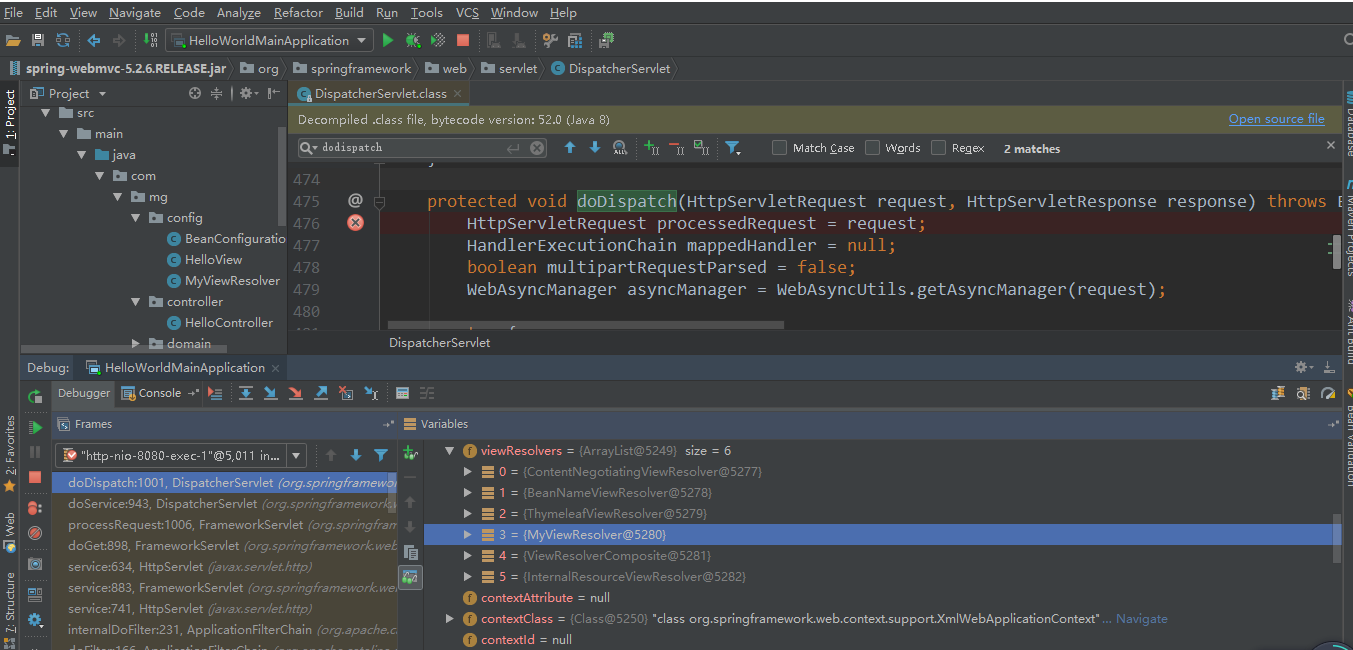 File Edit View Navigate Code Analyze Refactor Build Run Tools VCS Window Help
HelloWorldMainApplication
spring-webmvc-5.2.6.RELEASE.jar org springframework web servlet DispatcherServlet
1: Project
Project
DispatcherServlet.class
src
main
java
com
mg
config
BeanConfiguratio
HelloView
MyViewResolver
controller
HelloController
domain
Decompiled .class file, bytecode version: 52.0 (Java 8) Open source file
dodispatch Match Case Words Regex 2 matches
474
475 @ protected void doDispatch(HttpServletRequest request, HttpServletResponse response) throws E
476 HttpServletRequest processedRequest = request;
477 HandlerExecutionChain mappedHandler = null;
478 boolean multipartRequestParsed = false;
479 WebAsyncManager asyncManager = WebAsyncUtils.getAsyncManager(request);
480
DispatcherServlet
Database
Maven Projects
Ant Build
Bean Validation
Debug: HelloWorldMainApplication
Debugger Console
Frames
"http-nio-8080-exec-1"@5,011 in...
doDispatch:1001, DispatcherServlet (org.springframewo
doService:943, DispatcherServlet (org.springframework.
processRequest:1006, FrameworkServlet (org.springfram
doGet:898, FrameworkServlet (org.springframework.web
service:634, HttpServlet (javax.servlet.http)
service:883, FrameworkServlet (org.springframework.we
service:741, HttpServlet (javax.servlet.http)
internalDoFilter:231, ApplicationFilterChain (org.apache.c
doFilter:166, ApplicationFilterChain (org.apache.catalina
Variables
viewResolvers = {ArrayList@5249} size = 6
0 = {ContentNegotiatingViewResolver@5277}
1 = {BeanNameViewResolver@5278}
2 = {ThymeleafViewResolver@5279}
3 = {MyViewResolver@5280}
4 = {ViewResolverComposite@5281}
5 = {InternalResourceViewResolver@5282}
contextAttribute = null
contextClass = {Class@5250} "class org.springframework.web.context.support.XmlWebApplicationContext"... Navigate
contextId = null
2: Favorites
Web
7: Structure